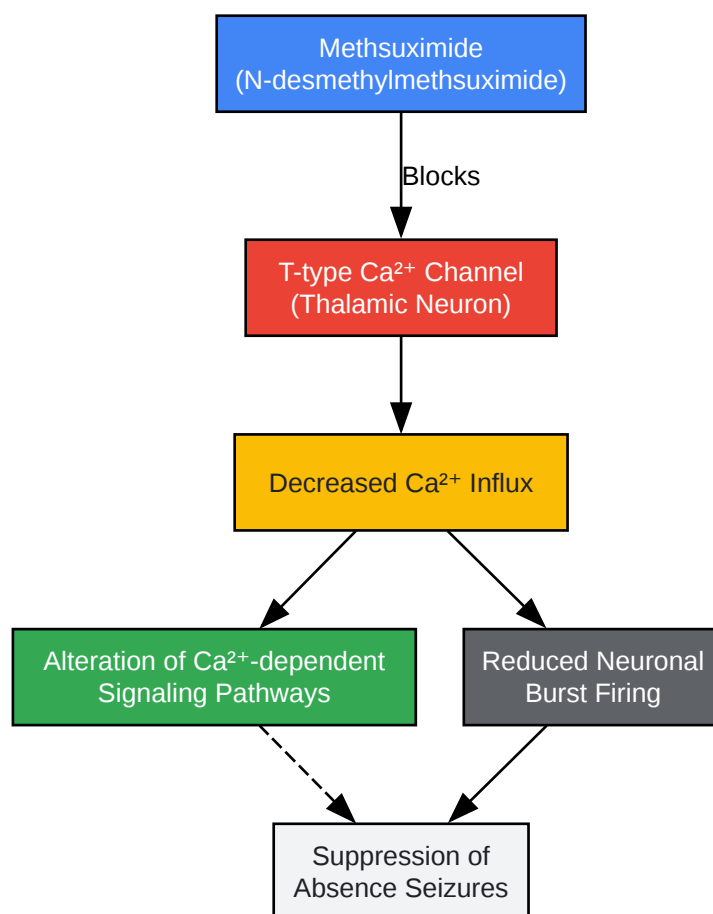 Methsuximide
(N-desmethylmethsuximide)
Blocks
T-type Ca²⁺ Channel
(Thalamic Neuron)
Decreased Ca²⁺ Influx
Alteration of Ca²⁺-dependent
Signaling Pathways
Reduced Neuronal
Burst Firing
Suppression of
Absence Seizures